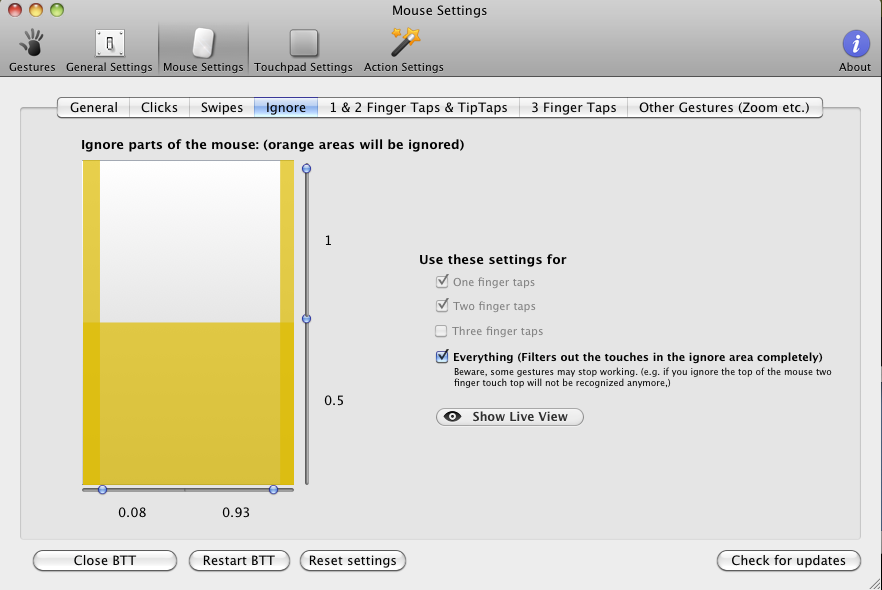 Mouse Settings
Gestures General Settings Mouse Settings Touchpad Settings Action Settings About
General Clicks Swipes Ignore 1 & 2 Finger Taps & TipTaps 3 Finger Taps Other Gestures (Zoom etc.)
Ignore parts of the mouse: (orange areas will be ignored)
1
0.5
0.08 0.93
Use these settings for
One finger taps
Two finger taps
Three finger taps
Everything (Filters out the touches in the ignore area completely)
Beware, some gestures may stop working. (e.g. if you ignore the top of the mouse two
finger touch top will not be recognized anymore,)
Show Live View
Close BTT Restart BTT Reset settings Check for updates